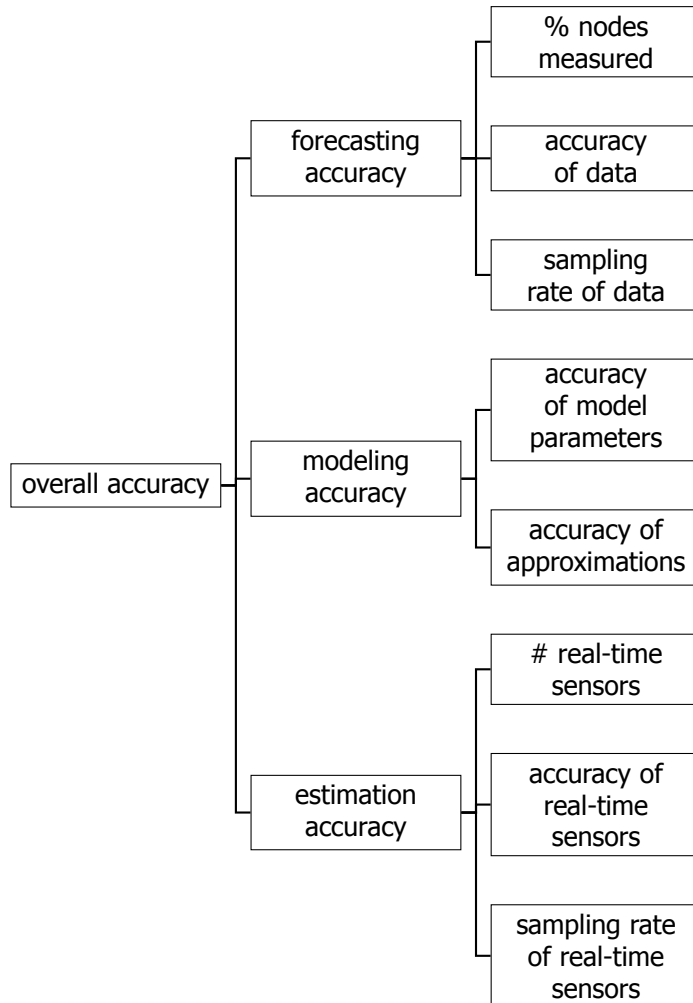 % nodes
measured
forecasting
accuracy
accuracy
of data
sampling
rate of data
accuracy
of model
parameters
overall accuracy
modeling
accuracy
accuracy of
approximations
# real-time
sensors
estimation
accuracy
accuracy of
real-time
sensors
sampling rate
of real-time
sensors